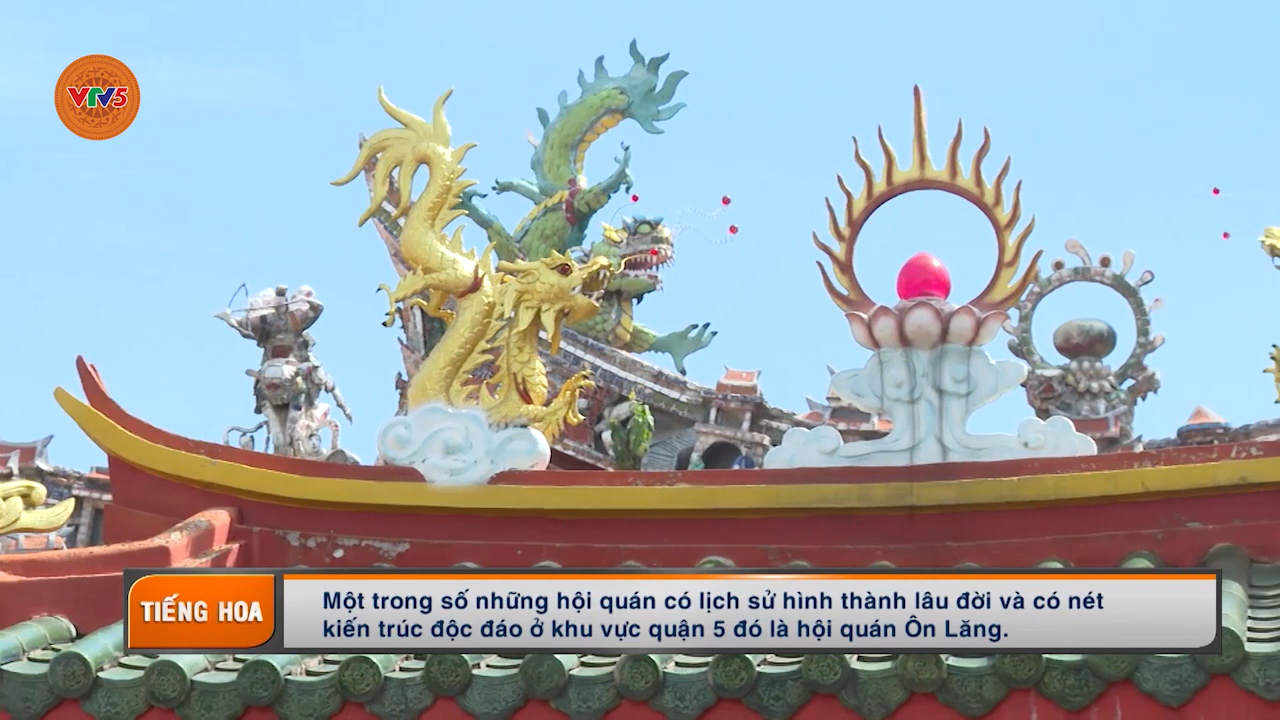 VTV5
TIẾNG HOA
Một trong số những hội quán có lịch sử hình thành lâu đời và có nét
kiến trúc độc đáo ở khu vực quận 5 đó là hội quán Ôn Lăng.